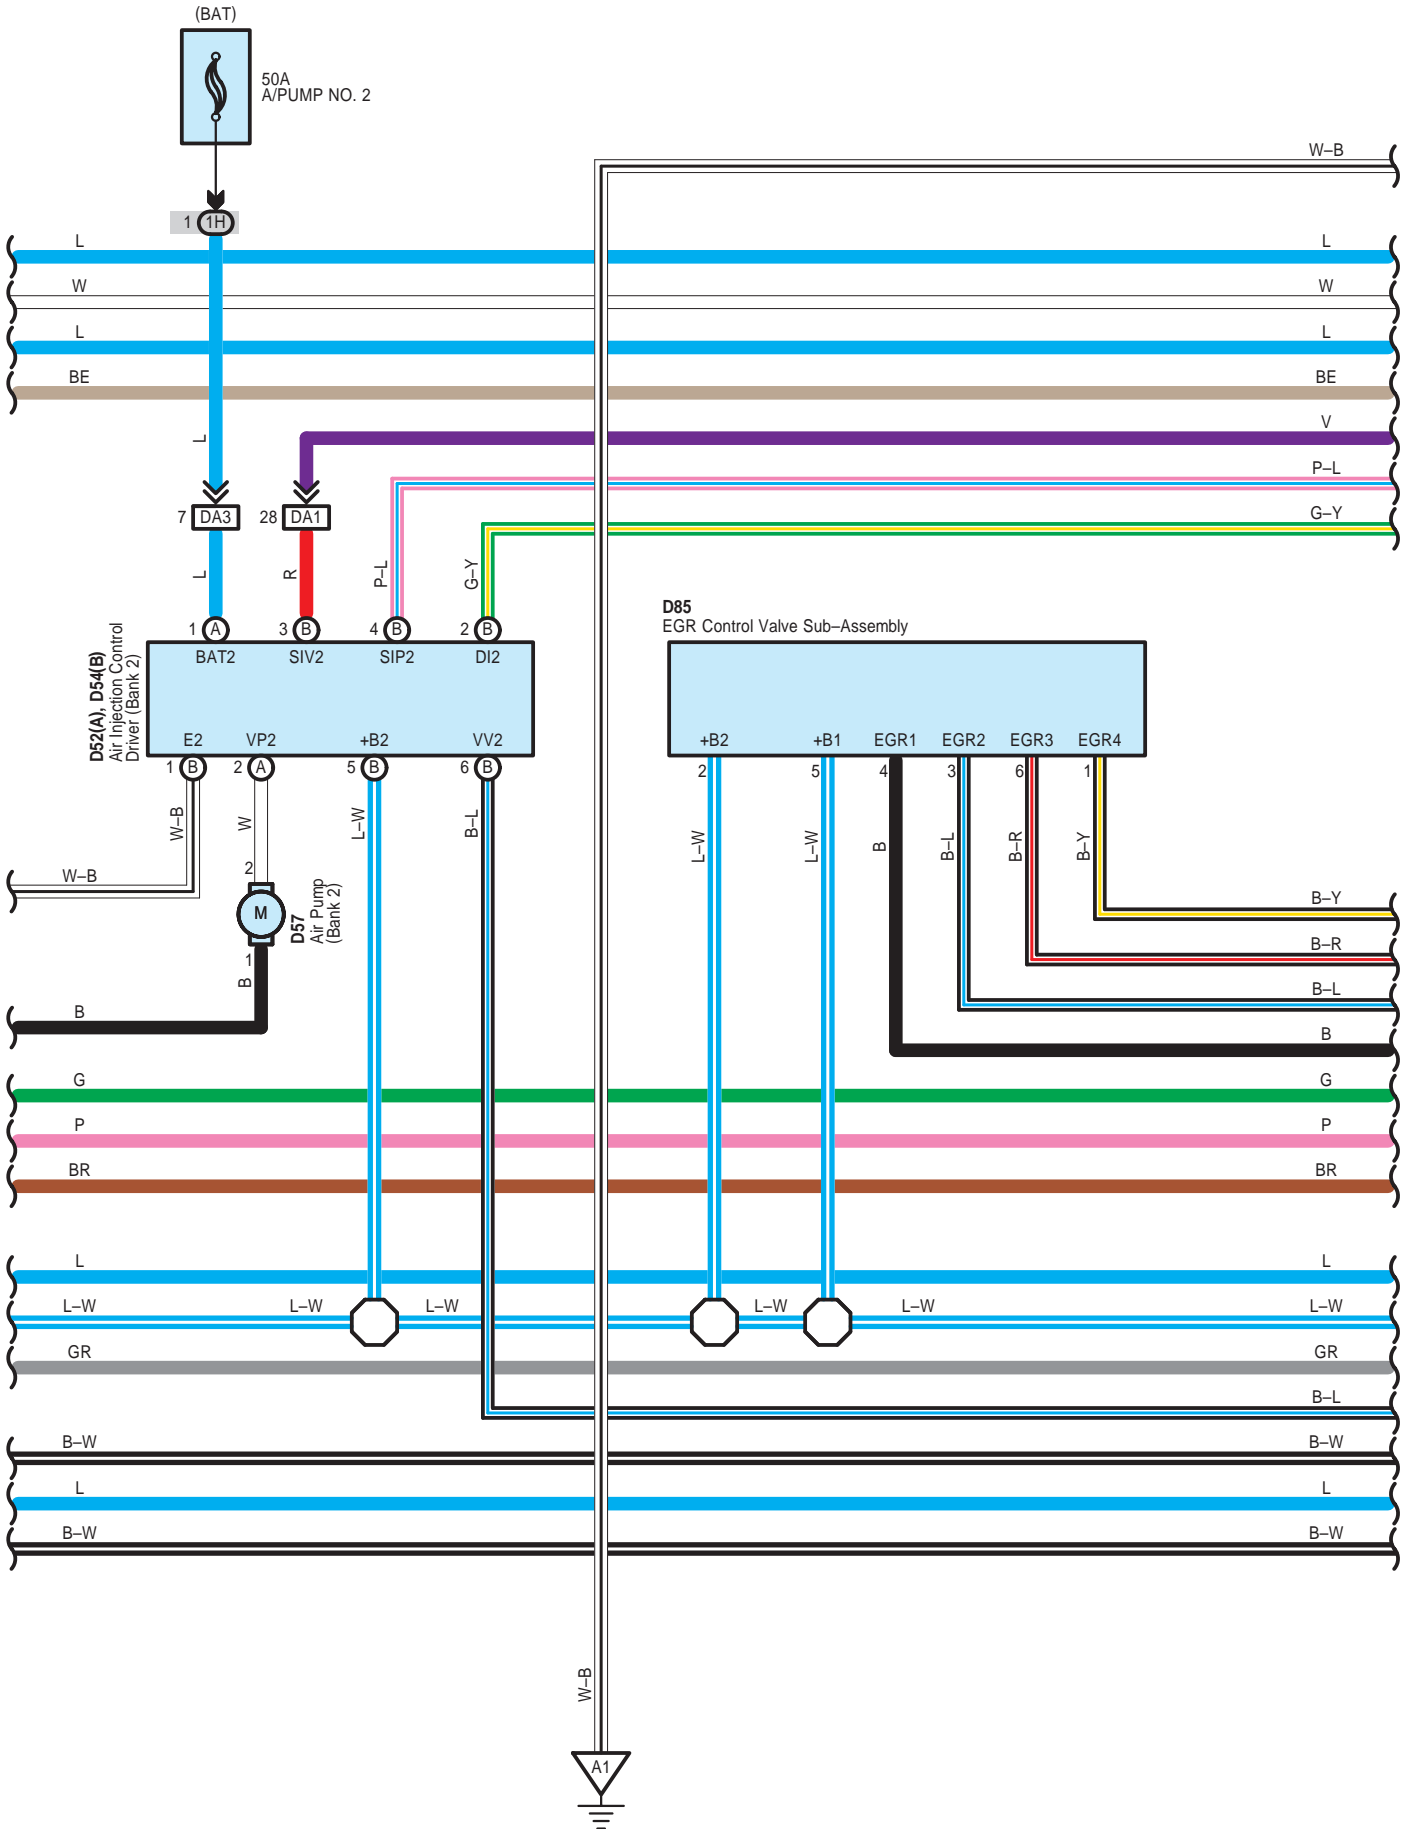 (BAT)
50A
A/PUMP NO. 2
W–B
1 1H
L L
W W
L L
BE BE
V
L
P–L
7 DA3 28 DA1
G–Y
L R P–L G–Y
D85
EGR Control Valve Sub–Assembly
1 A 3 B 4 B 2 B
BAT2 SIV2 SIP2 DI2
D52(A), D54(B)
Air Injection Control
Driver (Bank 2)
E2 VP2 +B2 VV2
+B2 +B1 EGR1 EGR2 EGR3 EGR4
1 B 2 A 5 B 6 B
2 5 4 3 6 1
W–B W L–W B–L
L–W L–W B B–L B–R B–Y
W–B
2
M
D57
Air Pump
(Bank 2)
1
B
B–Y
B–R
B–L
B
B
G G
P P
BR BR
L L
L–W L–W L–W L–W L–W L–W
GR GR
B–L
B–W B–W
L L
B–W B–W
W–B
A1